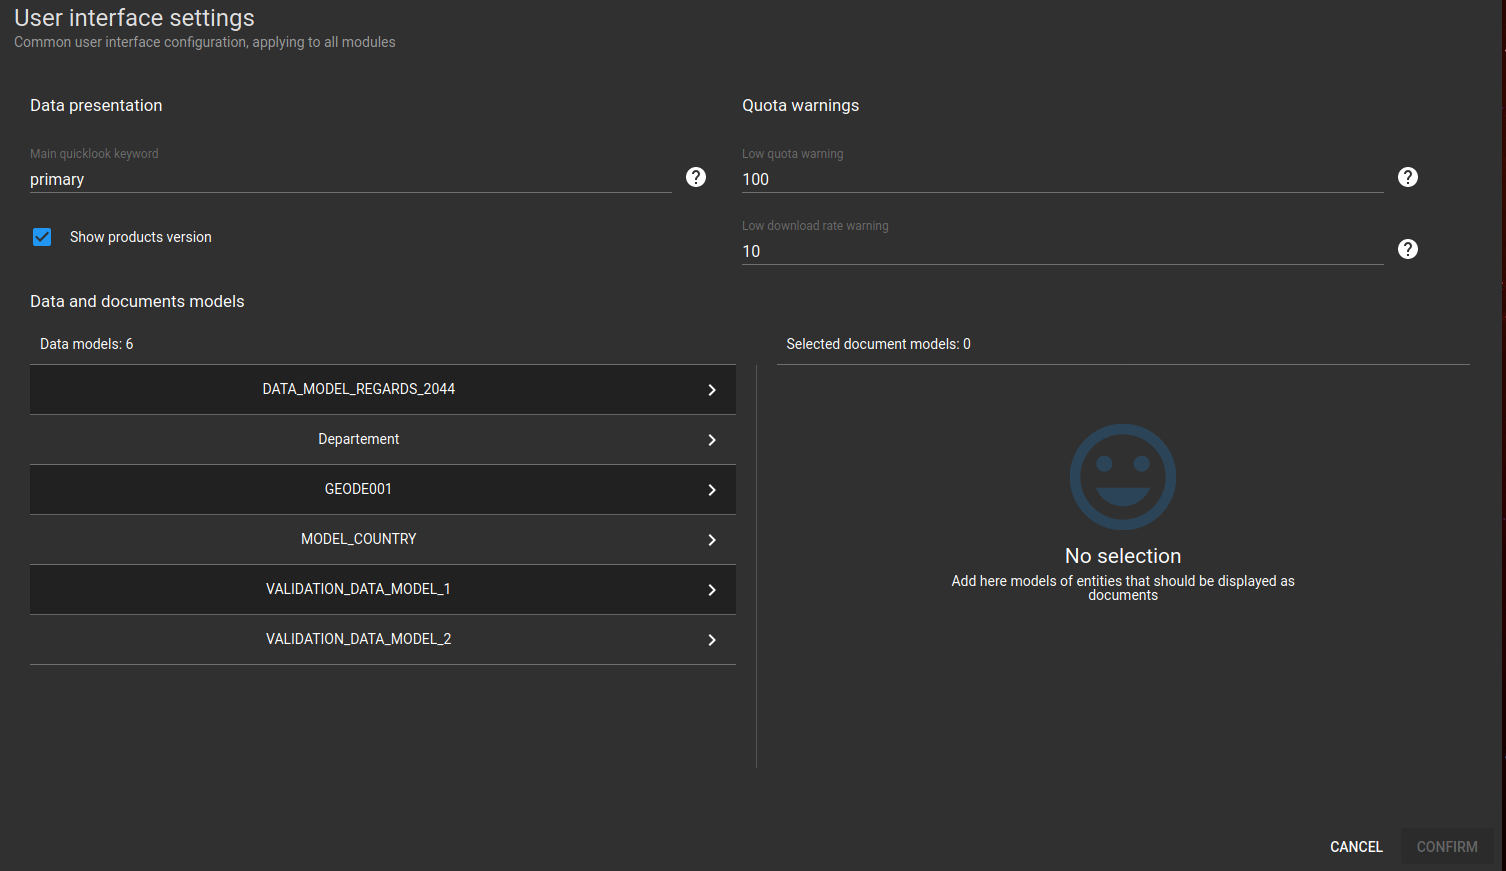 User interface settings
Common user interface configuration, applying to all modules
Data presentation
Main quicklook keyword
primary
Show products version
Quota warnings
Low quota warning
100
Low download rate warning
10
Data and documents models
Data models: 6
DATA_MODEL_REGARDS_2044
Departement
GEODE001
MODEL_COUNTRY
VALIDATION_DATA_MODEL_1
VALIDATION_DATA_MODEL_2
Selected document models: 0
No selection
Add here models of entities that should be displayed as
documents
CANCEL
CONFIRM